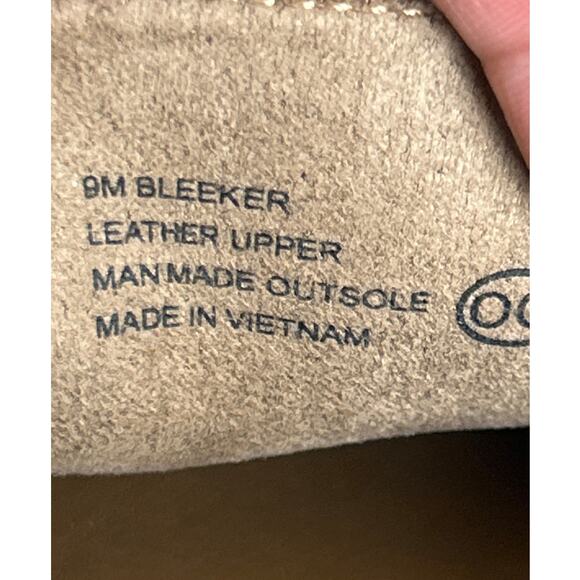 9M BLEEKER
LEATHER UPPER
MAN MADE OUTSOLE
MADE IN VIETNAM